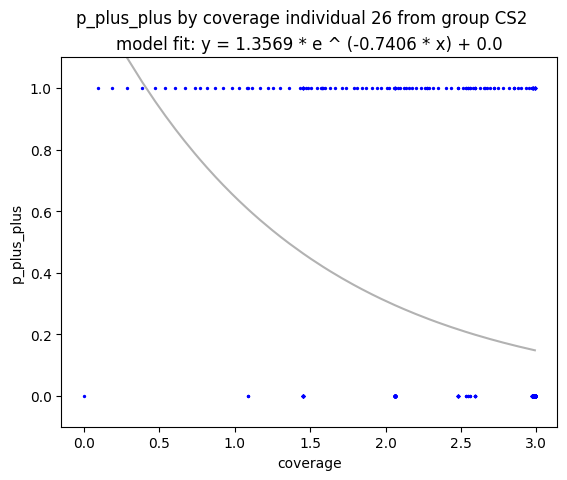 p_plus_plus by coverage individual 26 from group CS2
model fit: y = 1.3569 * e ^ (-0.7406 * x) + 0.0
1.0
0.8
0.6
0.4
0.2
0.0
p_plus_plus
0.0 0.5 1.0 1.5 2.0 2.5 3.0
coverage